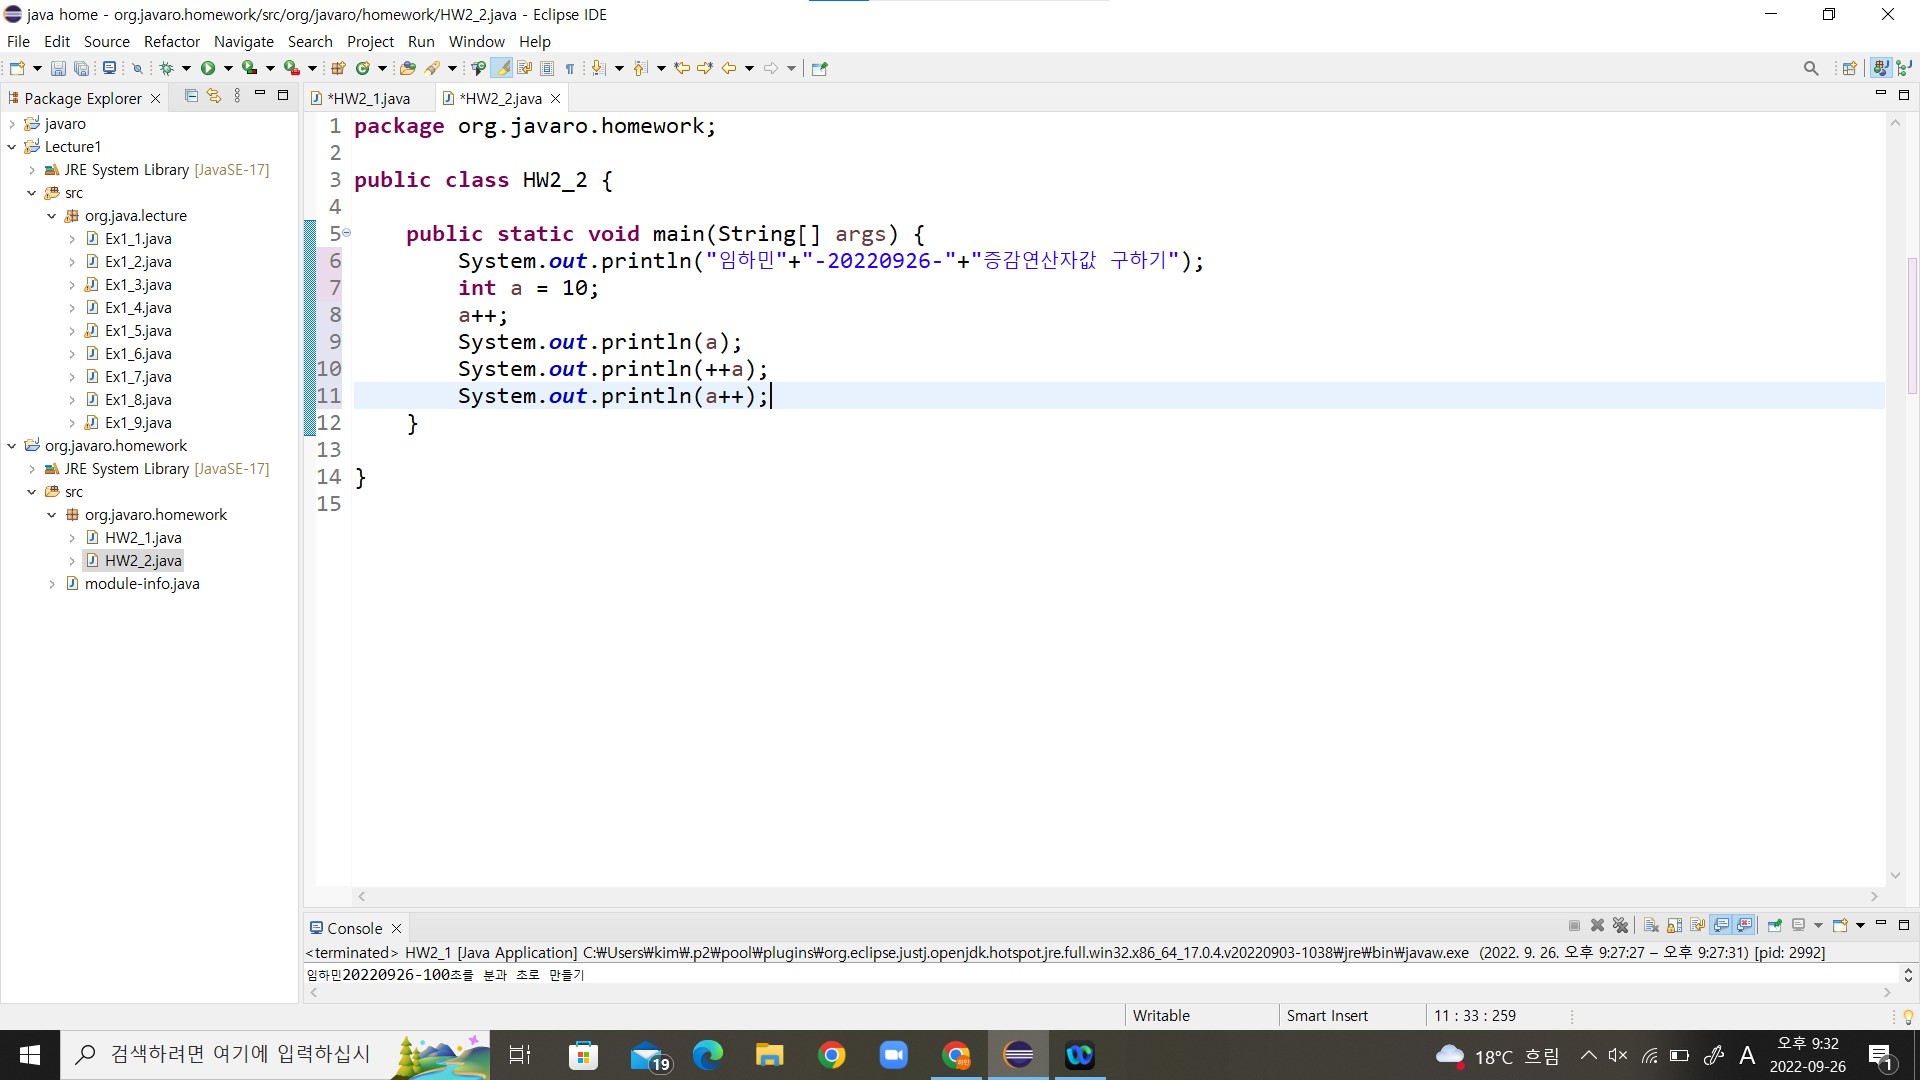 java home - org.javaro.homework/src/org/javaro/homework/HW2_2.java - Eclipse IDE
File Edit Source Refactor Navigate Search Project Run Window Help
Package Explorer
javaro
Lecture1
JRE System Library [JavaSE-17]
src
org.java.lecture
Ex1_1.java
Ex1_2.java
Ex1_3.java
Ex1_4.java
Ex1_5.java
Ex1_6.java
Ex1_7.java
Ex1_8.java
Ex1_9.java
org.javaro.homework
JRE System Library [JavaSE-17]
src
org.javaro.homework
HW2_1.java
HW2_2.java
module-info.java
*HW2_1.java *HW2_2.java
1 package org.javaro.homework;
2
3 public class HW2_2 {
4
5 public static void main(String[] args) {
6 System.out.println("임하민"+"-20220926-"+"증감연산자값 구하기");
7 int a = 10;
8 a++;
9 System.out.println(a);
10 System.out.println(++a);
11 System.out.println(a++);
12 }
13
14 }
15
Console
<terminated> HW2_1 [Java Application] C:₩Users₩kim₩.p2₩pool₩plugins₩org.eclipse.justj.openjdk.hotspot.jre.full.win32.x86_64_17.0.4.v20220903-1038₩jre₩bin₩javaw.exe (2022. 9. 26. 오후 9:27:27 – 오후 9:27:31) [pid: 2992]
임하민20220926-100초를 분과 초로 만들기
Writable Smart Insert 11 : 33 : 259
검색하려면 여기에 입력하십시
19
18°C 흐림
A
오후 9:32
2022-09-26
1